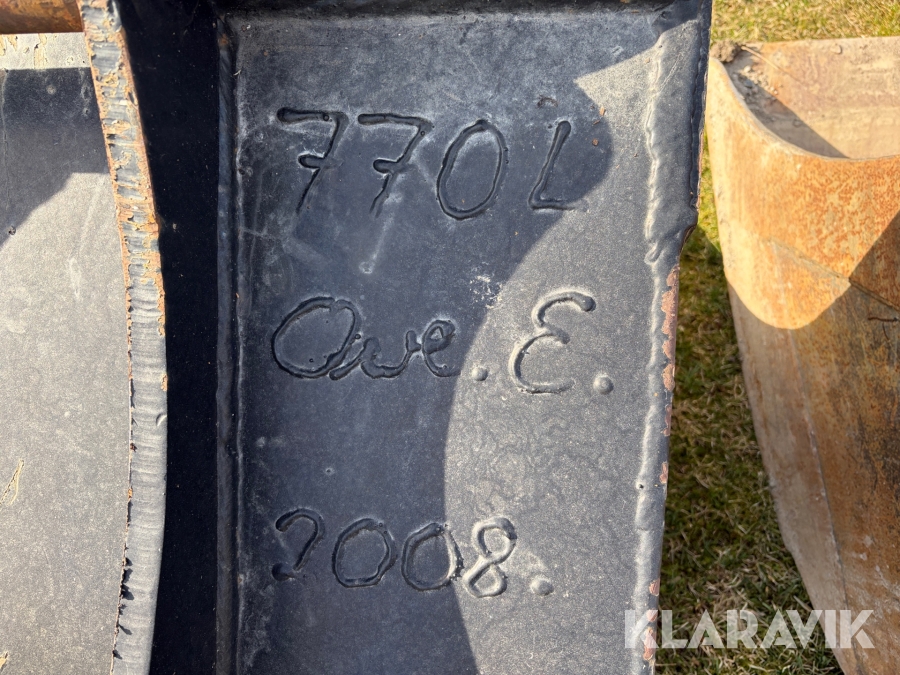 770L
Ove. E.
2008.
KLARAVIK